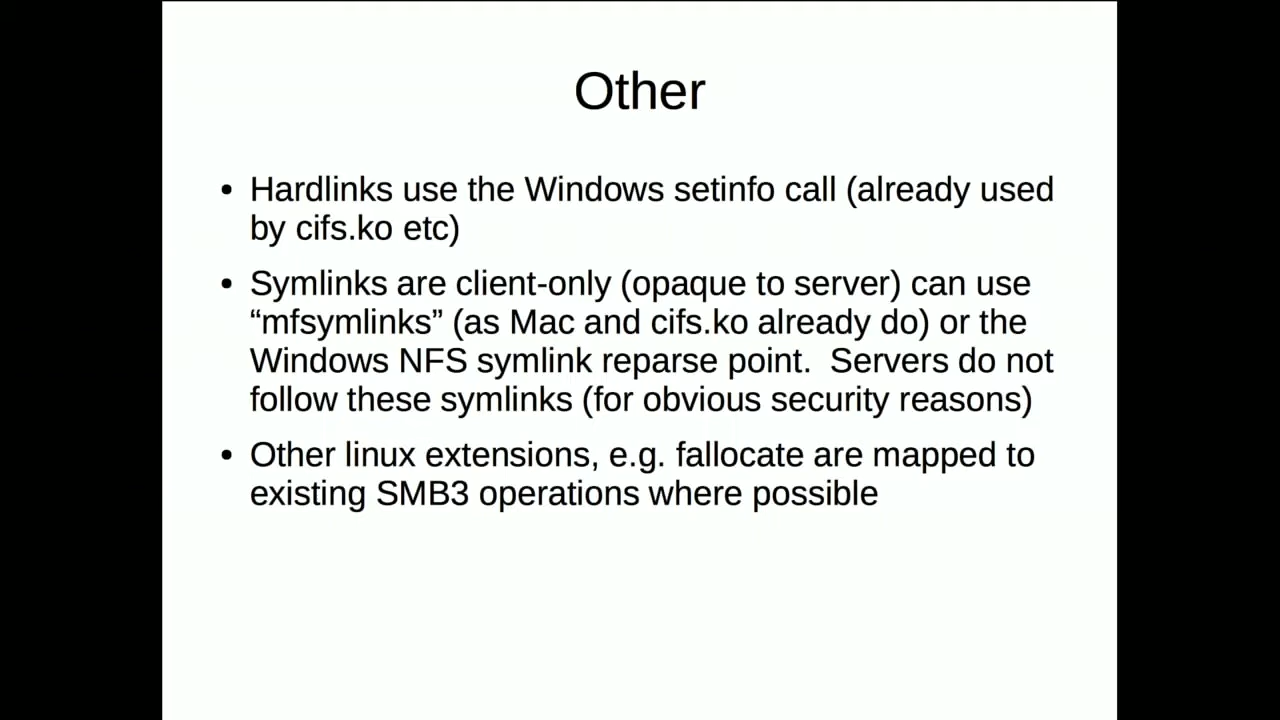 Other
• Hardlinks use the Windows setinfo call (already used
by cifs.ko etc)
• Symlinks are client-only (opaque to server) can use
“mfsymlinks” (as Mac and cifs.ko already do) or the
Windows NFS symlink reparse point.  Servers do not
follow these symlinks (for obvious security reasons)
• Other linux extensions, e.g. fallocate are mapped to
existing SMB3 operations where possible